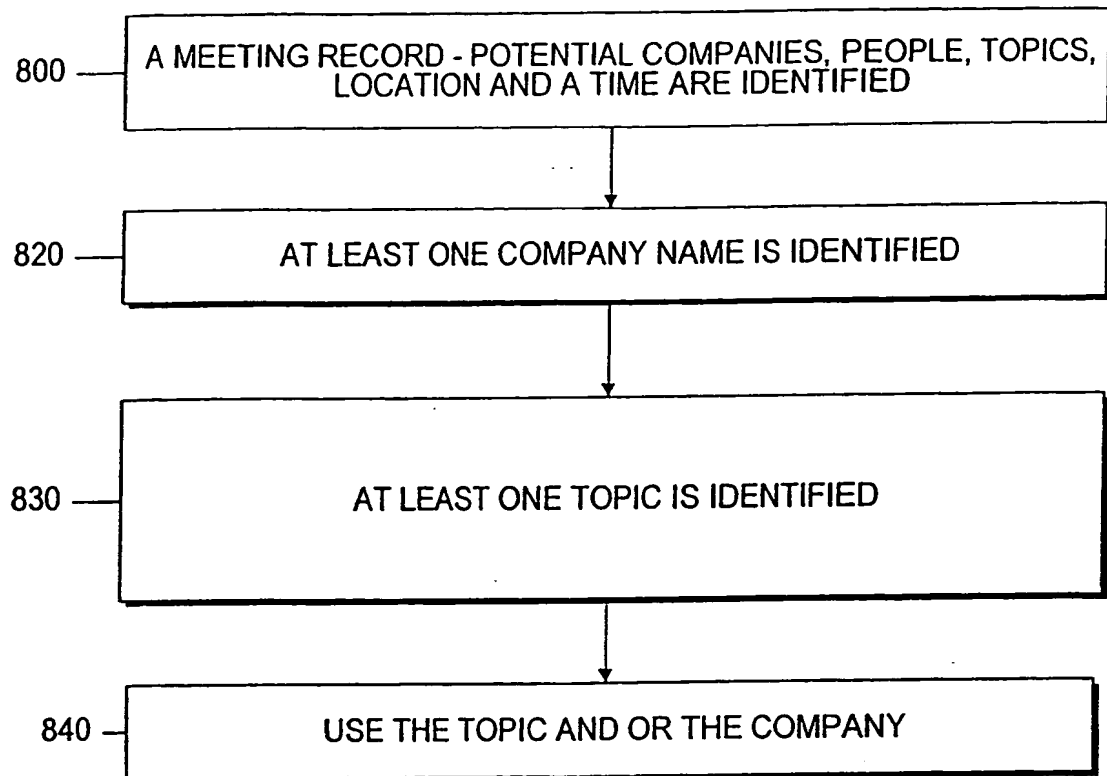 800
A MEETING RECORD - POTENTIAL COMPANIES, PEOPLE, TOPICS,
LOCATION AND A TIME ARE IDENTIFIED
820
AT LEAST ONE COMPANY NAME IS IDENTIFIED
830
AT LEAST ONE TOPIC IS IDENTIFIED
840
USE THE TOPIC AND OR THE COMPANY